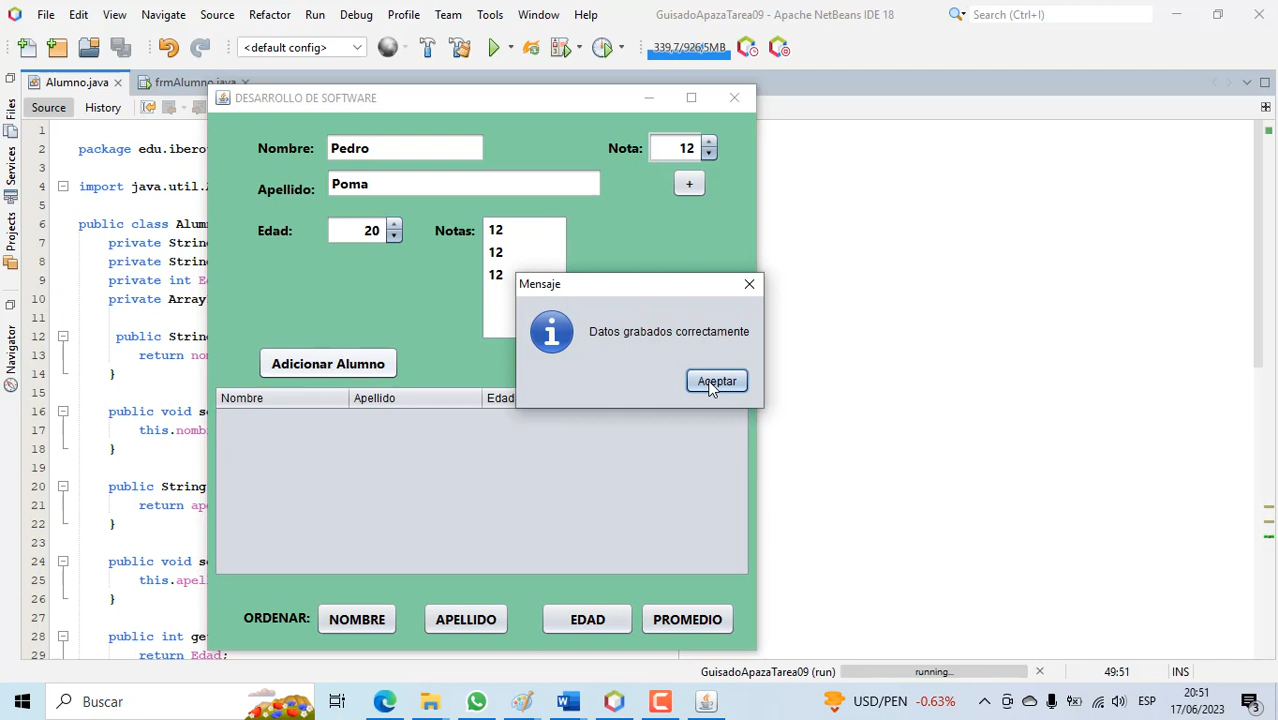 File Edit View Navigate Source Refactor Run Debug Profile Team Tools Window Help GuisadoApazaTarea09 - Apache NetBeans IDE 18 Search (Ctrl+I)
<default config> 339,7/926/5MB
Alumno.java frmAlumno.java
Source History
DESARROLLO DE SOFTWARE
Files
Services
Projects
Navigator
1
2 package edu.ibero
3
4 import java.util.
5
6 public class Alum
7 private Strin
8 private Strin
9 private int E
10 private Array
11
12 public Strin
13 return no
14 }
15
16 public void s
17 this.nomb
18 }
19
20 public String
21 return ap
22 }
23
24 public void s
25 this.apel
26 }
27
28 public int ge
29 return Edad;
Nombre: Pedro Nota: 12
Apellido: Poma +
Edad: 20 Notas: 12
12
12
Mensaje
Datos grabados correctamente
Aceptar
Adicionar Alumno
Nombre Apellido Edad
ORDENAR: NOMBRE APELLIDO EDAD PROMEDIO
GuisadoApazaTarea09 (run) running... 49:51 INS
Buscar USD/PEN -0.63% ESP 20:51
17/06/2023 3